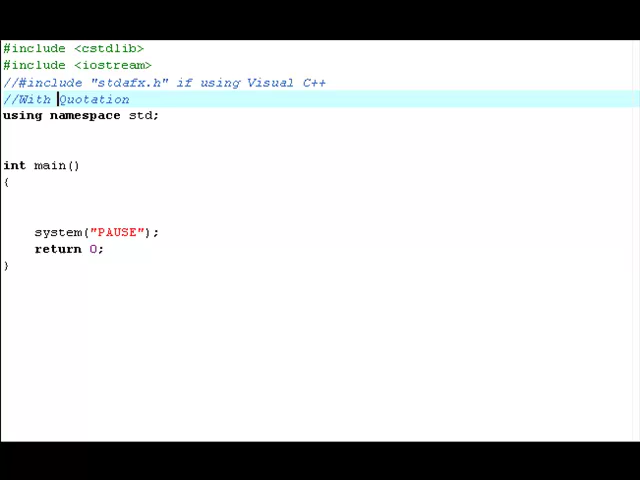 #include <cstdlib>
#include <iostream>
//#include "stdafx.h" if using Visual C++
//With Quotation
using namespace std;
int main()
{
system("PAUSE");
return 0;
}